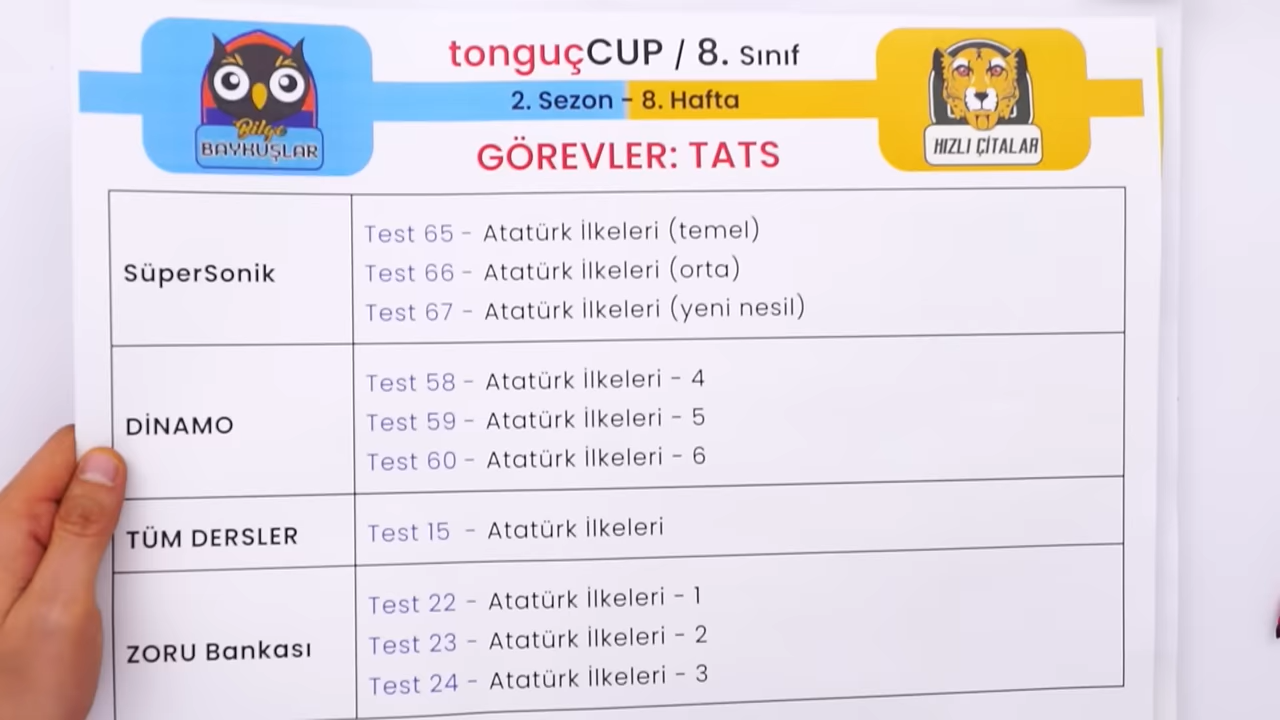 tonguçCUP / 8. Sınıf
2. Sezon - 8. Hafta
Bilge
BAYKUŞLAR
HIZLI ÇİTALAR
GÖREVLER: TATS
SüperSonik
Test 65 - Atatürk İlkeleri (temel)
Test 66 - Atatürk İlkeleri (orta)
Test 67 - Atatürk İlkeleri (yeni nesil)
DİNAMO
Test 58 - Atatürk İlkeleri - 4
Test 59 - Atatürk İlkeleri - 5
Test 60 - Atatürk İlkeleri - 6
TÜM DERSLER
Test 15 - Atatürk İlkeleri
ZORU Bankası
Test 22 - Atatürk İlkeleri - 1
Test 23 - Atatürk İlkeleri - 2
Test 24 - Atatürk İlkeleri - 3